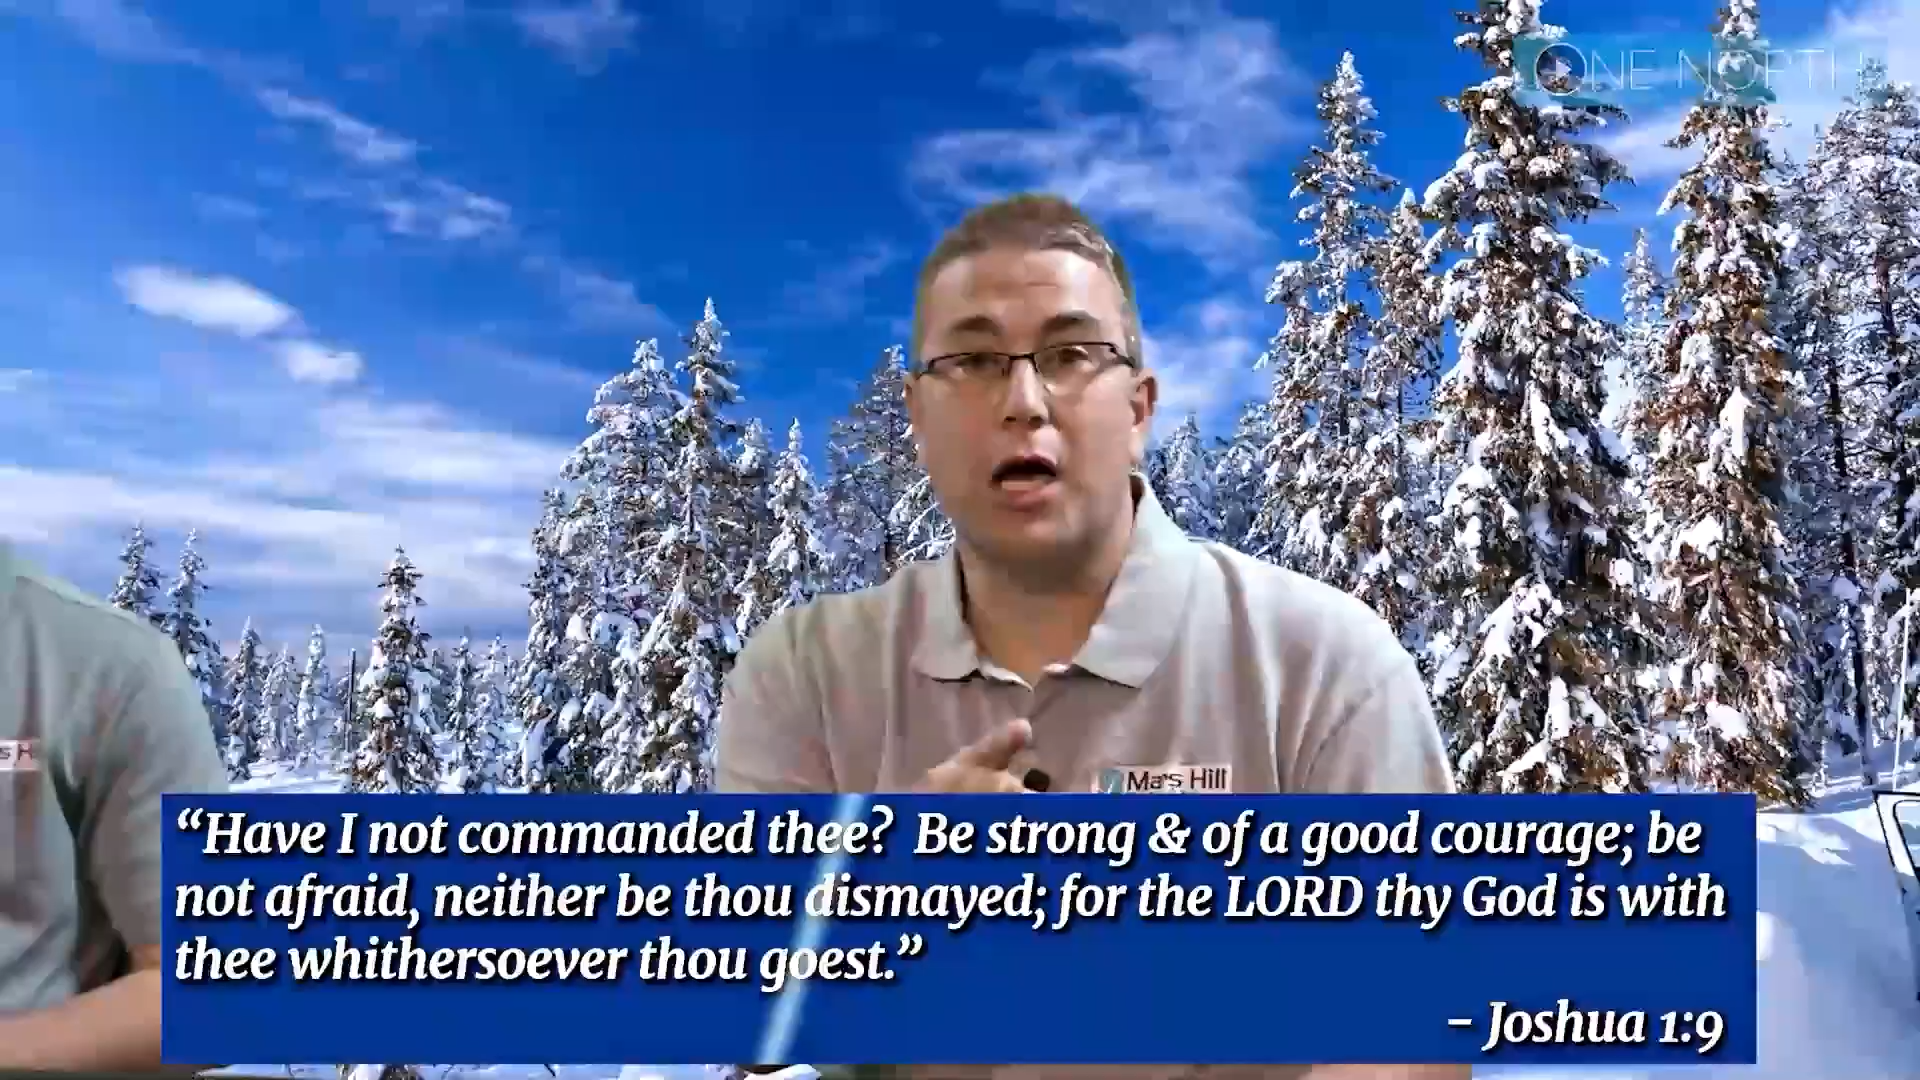 ONE NORTH
s H
Mars Hill
“Have I not commanded thee? Be strong & of a good courage; be
not afraid, neither be thou dismayed; for the LORD thy God is with
thee whithersoever thou goest.”
– Joshua 1:9